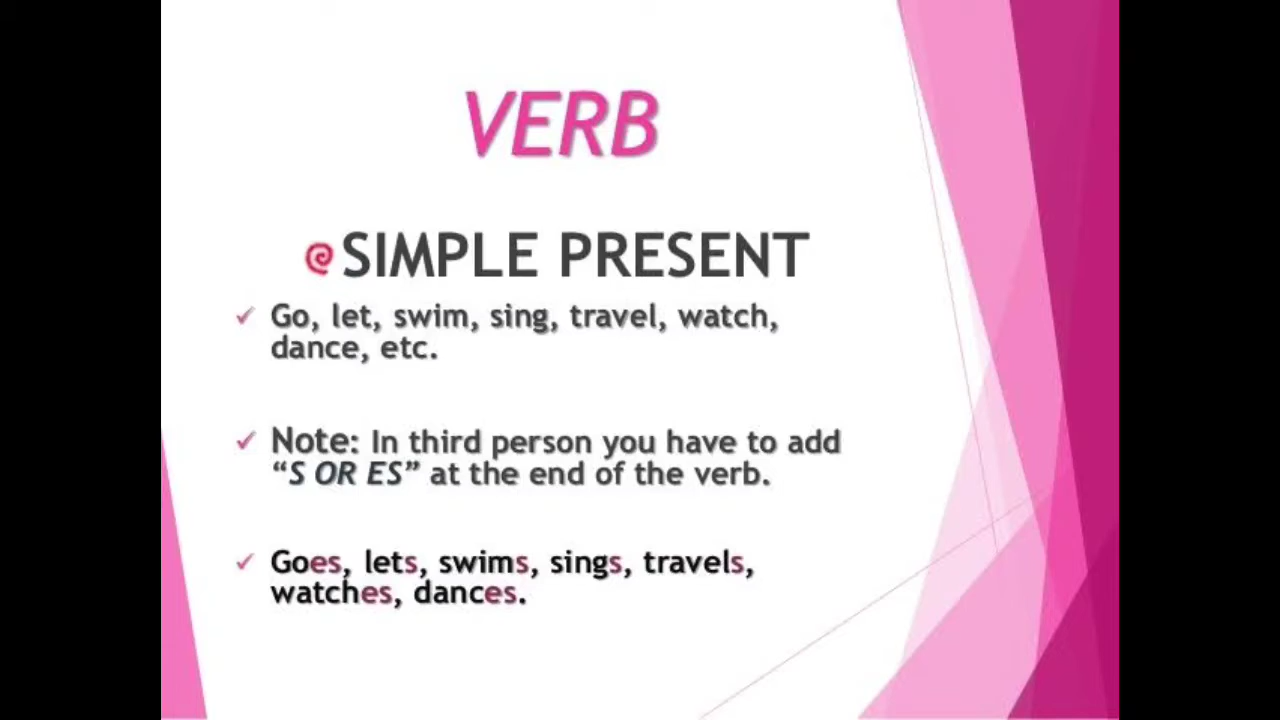 VERB
SIMPLE PRESENT
Go, let, swim, sing, travel, watch,
dance, etc.
Note: In third person you have to add
“S OR ES” at the end of the verb.
Goes, lets, swims, sings, travels,
watches, dances.